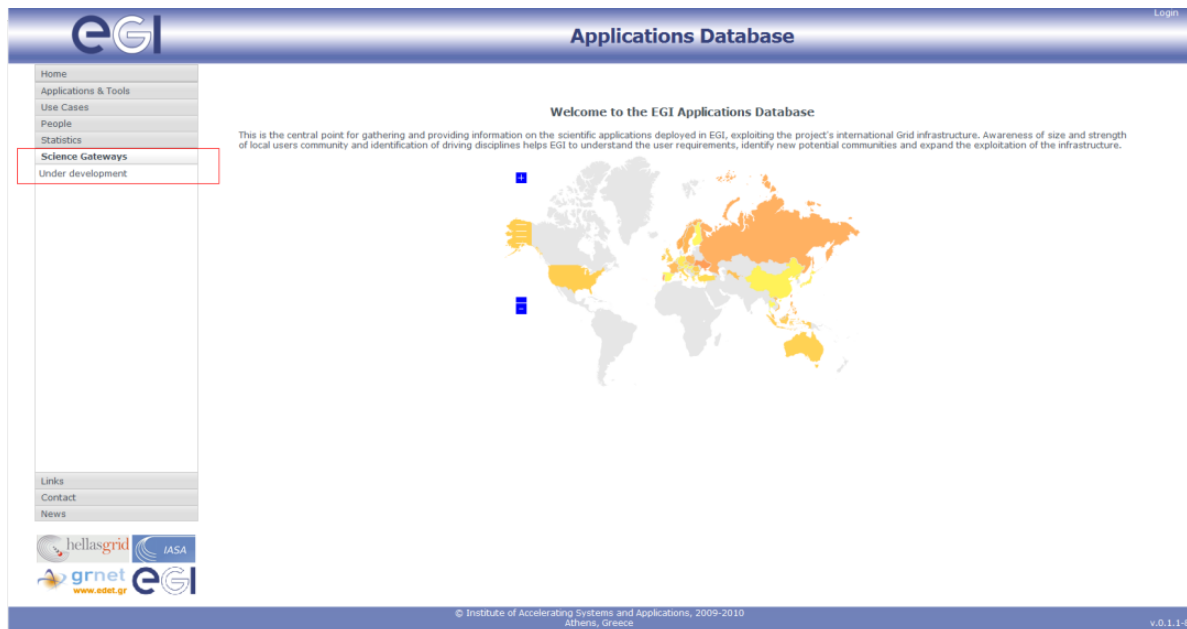 Login
eGI
Applications Database
Home
Applications & Tools
Use Cases
People
Statistics
Science Gateways
Under development
Welcome to the EGI Applications Database
This is the central point for gathering and providing information on the scientific applications deployed in EGI, exploiting the project's international Grid infrastructure. Awareness of size and strength
of local users community and identification of driving disciplines helps EGI to understand the user requirements, identify new potential communities and expand the exploitation of the infrastructure.
+
-
Links
Contact
News
hellasgrid
IASA
grnet
www.edet.gr
eGI
© Institute of Accelerating Systems and Applications, 2009-2010
Athens, Greece